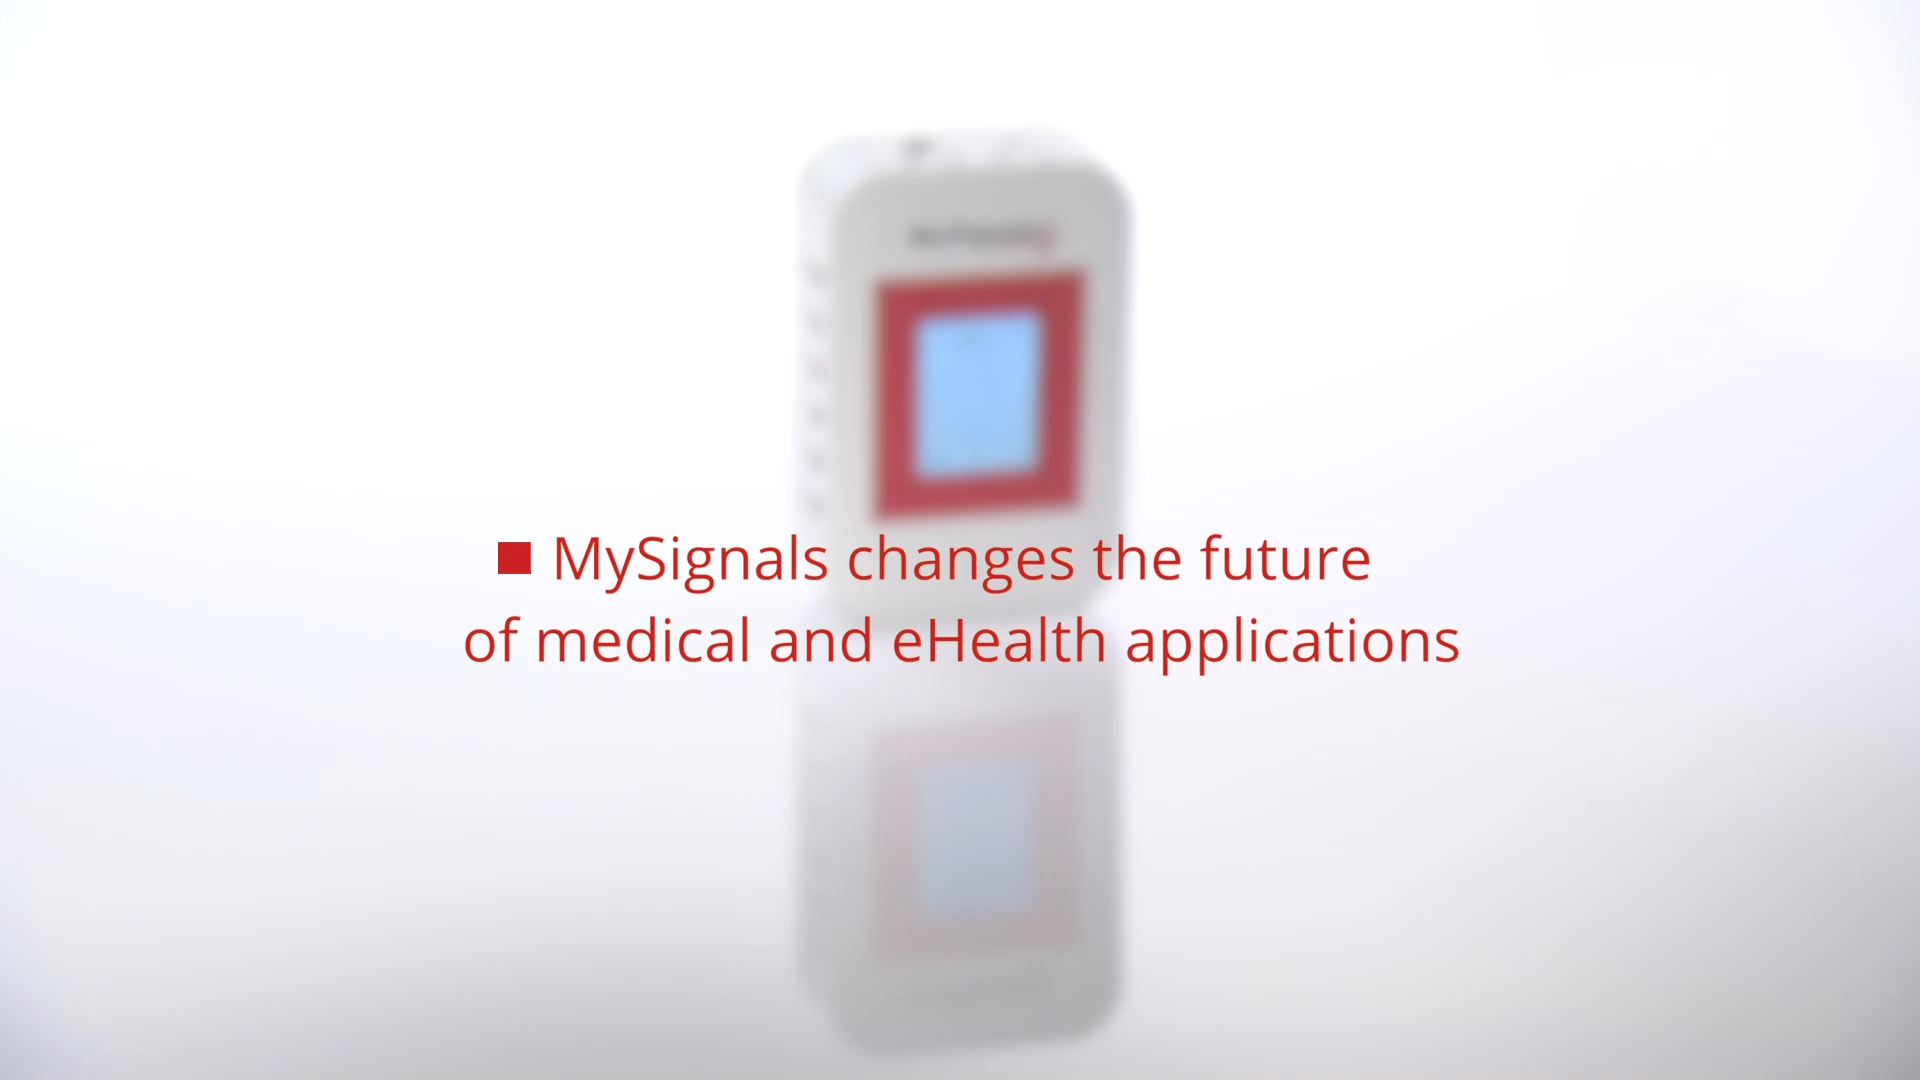 MySignals changes the future
of medical and eHealth applications